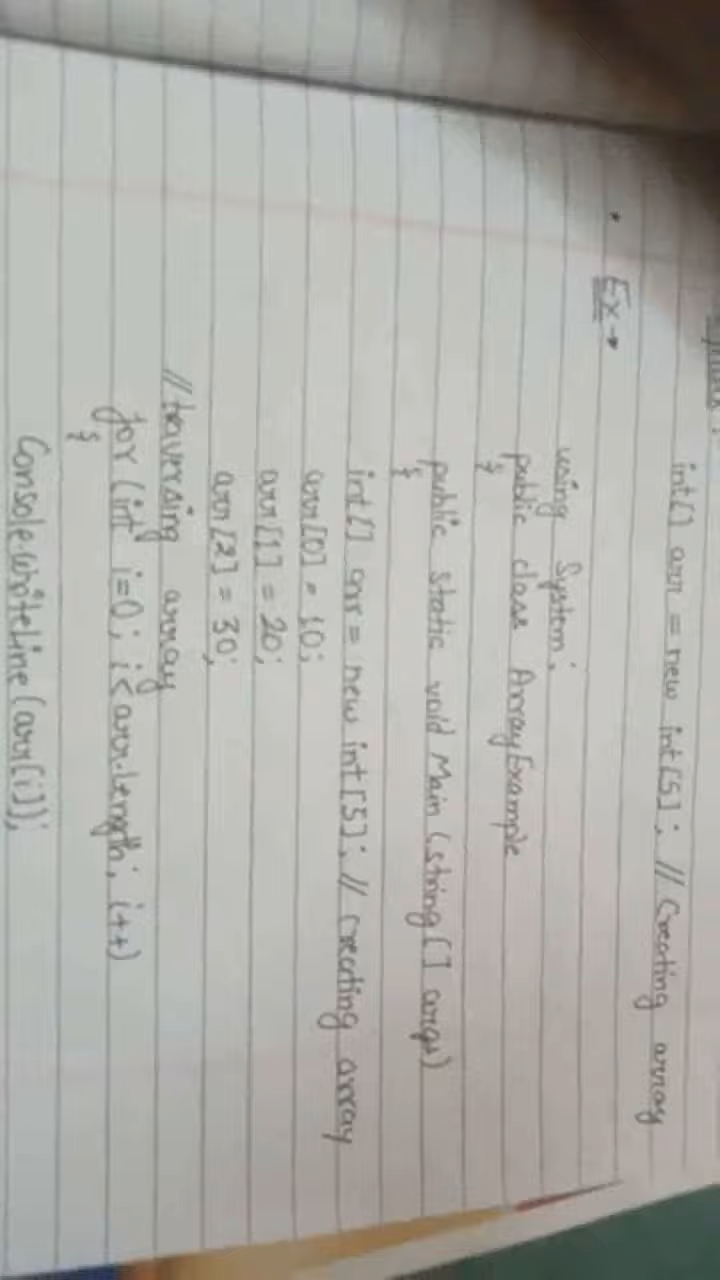 int[] arr = new int[5]; // Creating array
• Ex →
using System;
public class ArrayExample
{
public static void Main (string[] args)
{
int[] arr = new int[5]; // creating array
arr[0] = 10;
arr[1] = 20;
arr[2] = 30;
// traversing array
for (int i=0; i<arr.length; i++)
{
Console.writeLine (arr[i]);